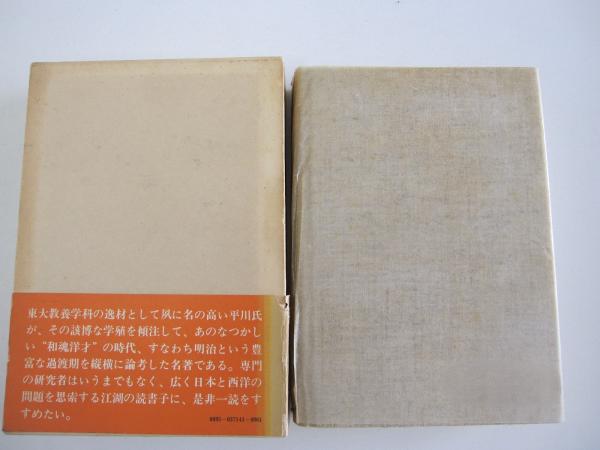 東大教養学科の逸材として夙に名の高い平川氏
が、その該博な学殖を傾注して、あのなつかし
い“和魂洋才”の時代、すなわち明治という豊
富な過渡期を縦横に論考した名著である。専門
の研究者はいうまでもなく、広く日本と西洋の
問題を思索する江湖の読書子に、是非一読をす
すめたい。
0095-037143-0961